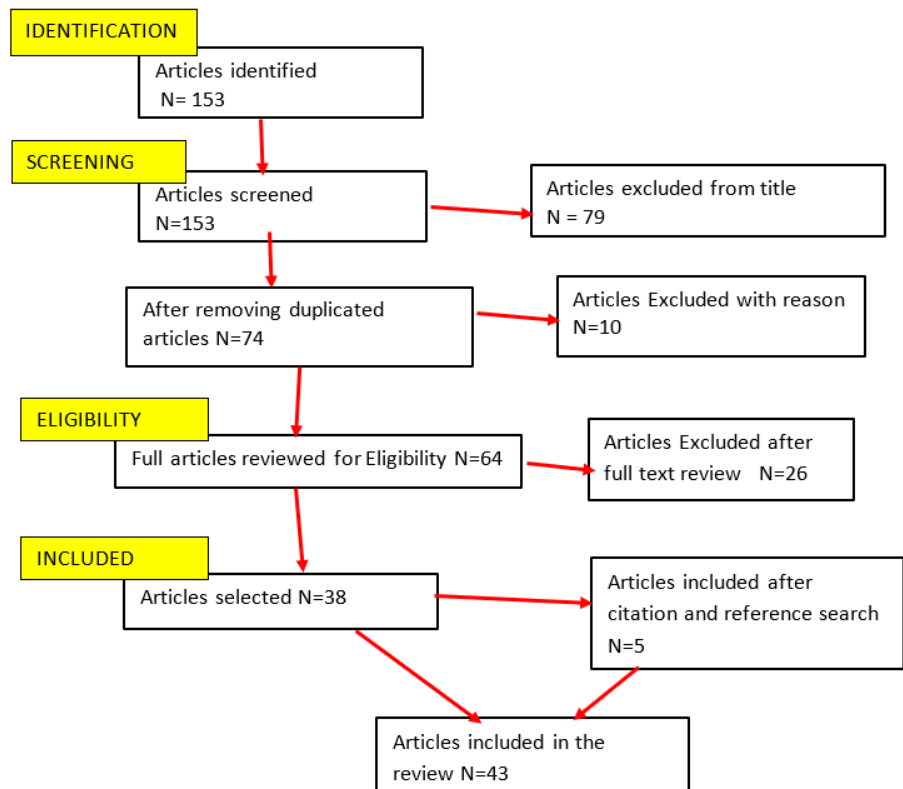 IDENTIFICATION
Articles identified
N= 153
SCREENING
Articles screened
N=153
Articles excluded from title
N = 79
After removing duplicated
articles N=74
Articles Excluded with reason
N=10
ELIGIBILITY
Full articles reviewed for Eligibility N=64
Articles Excluded after
full text review N=26
INCLUDED
Articles selected N=38
Articles included after
citation and reference search
N=5
Articles included in the
review N=43